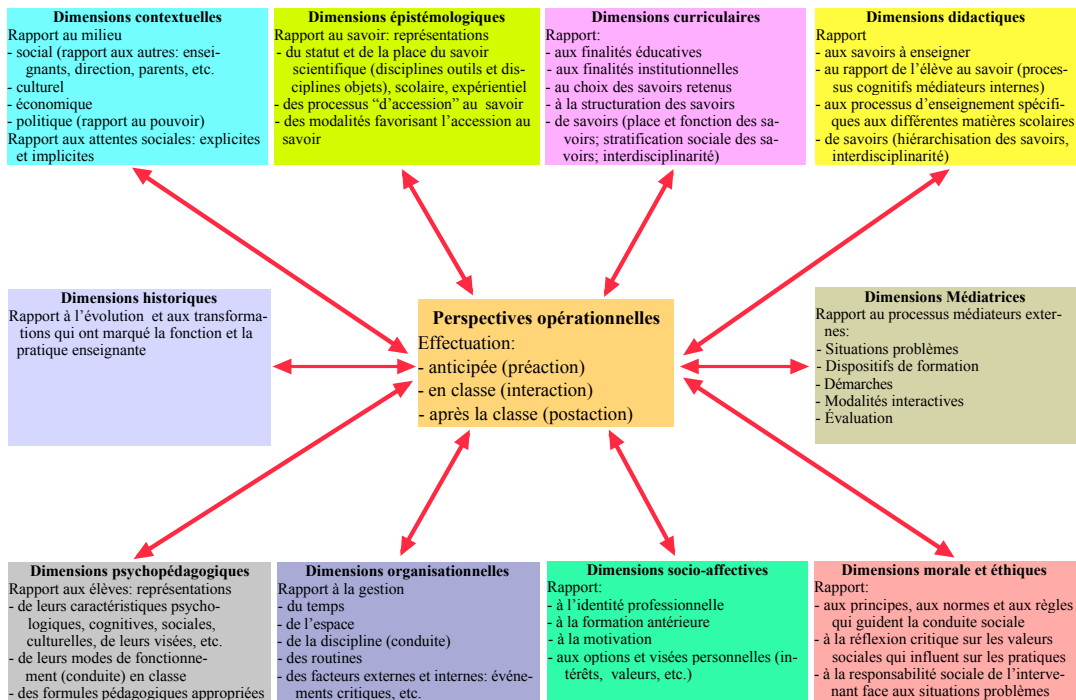 Dimensions contextuelles
Rapport au milieu
- social (rapport aux autres: ensei-
gnants, direction, parents, etc.
- culturel
- économique
- politique (rapport au pouvoir)
Rapport aux attentes sociales: explicites
et implicites
Dimensions épistémologiques
Rapport au savoir: représentations
- du statut et de la place du savoir
scientifique (disciplines outils et dis-
ciplines objets), scolaire, expérientiel
- des processus “d’accession” au savoir
- des modalités favorisant l’accession au
savoir
Dimensions curriculaires
Rapport:
- aux finalités éducatives
- aux finalités institutionnelles
- au choix des savoirs retenus
- à la structuration des savoirs
- de savoirs (place et fonction des sa-
voirs; stratification sociale des sa-
voirs; interdisciplinarité)
Dimensions didactiques
Rapport
- aux savoirs à enseigner
- au rapport de l’élève au savoir (proces-
sus cognitifs médiateurs internes)
- aux processus d’enseignement spécifi-
ques aux différentes matières scolaires
- de savoirs (hiérarchisation des savoirs,
interdisciplinarité)
Dimensions historiques
Rapport à l’évolution et aux transforma-
tions qui ont marqué la fonction et la
pratique enseignante
Perspectives opérationnelles
Effectuation:
- anticipée (préaction)
- en classe (interaction)
- après la classe (postaction)
Dimensions Médiatrices
Rapport au processus médiateurs exter-
nes:
- Situations problèmes
- Dispositifs de formation
- Démarches
- Modalités interactives
- Évaluation
Dimensions psychopédagogiques
Rapport aux élèves: représentations
- de leurs caractéristiques psycho-
logiques, cognitives, sociales,
culturelles, de leurs visées, etc.
- de leurs modes de fonctionne-
ment (conduite) en classe
- des formules pédagogiques appropriées
Dimensions organisationnelles
Rapport à la gestion
- du temps
- de l’espace
- de la discipline (conduite)
- des routines
- des facteurs externes et internes: événe-
ments critiques, etc.
Dimensions socio-affectives
Rapport:
- à l’identité professionnelle
- à la formation antérieure
- à la motivation
- aux options et visées personnelles (in-
térêts, valeurs, etc.)
Dimensions morale et éthiques
Rapport:
- aux principes, aux normes et aux règles
qui guident la conduite sociale
- à la réflexion critique sur les valeurs
sociales qui influent sur les pratiques
- à la responsabilité sociale de l’interve-
nant face aux situations problèmes